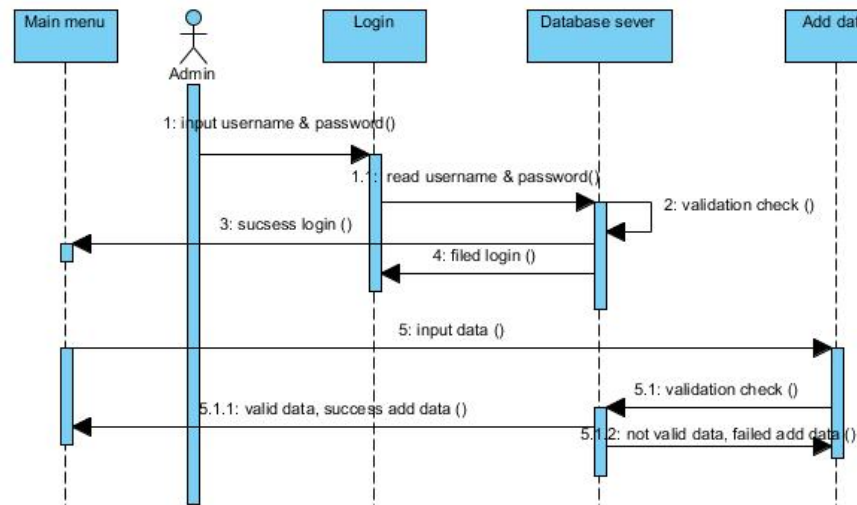 Main menu
Admin
Login
Database sever
Add
1: input username & password()
1.1: read username & password()
2: validation check ()
3: sucsess login ()
4: filed login ()
5: input data ()
5.1: validation check ()
5.1.1: valid data, success add data ()
5.1.2: not valid data, failed add data ()